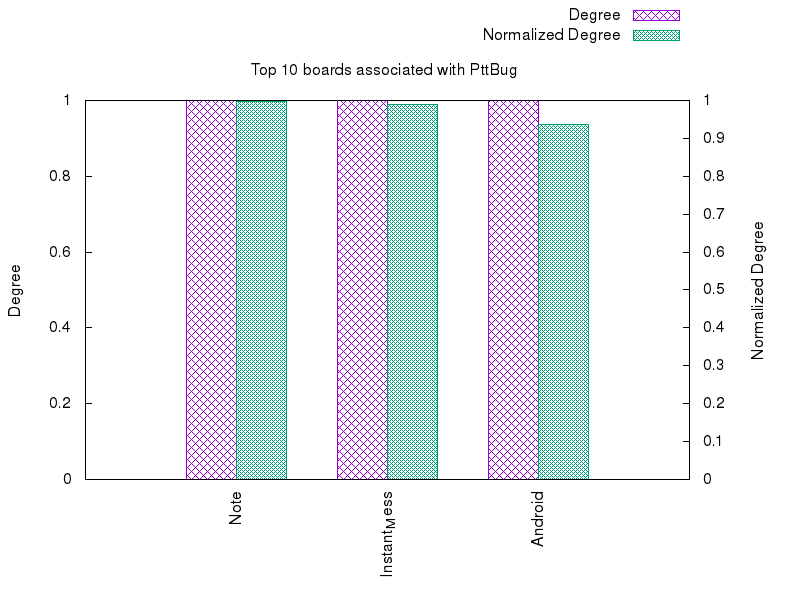 Degree
Normalized Degree
Top 10 boards associated with PttBug
1
0.8
0.6
0.4
0.2
0
1
0.9
0.8
0.7
0.6
0.5
0.4
0.3
0.2
0.1
0
Degree
Normalized Degree
Note
InstantMess
Android